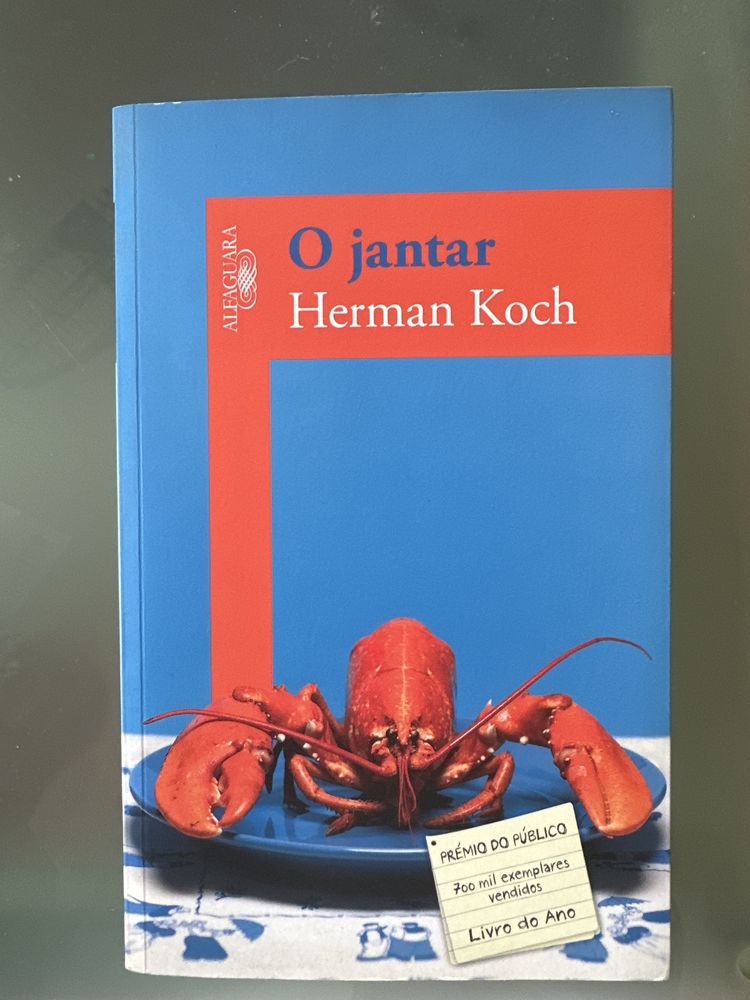 ALFAGUARA
O jantar
Herman Koch
PRÉMIO DO PÚBLICO
700 mil exemplares
vendidos
Livro do Ano